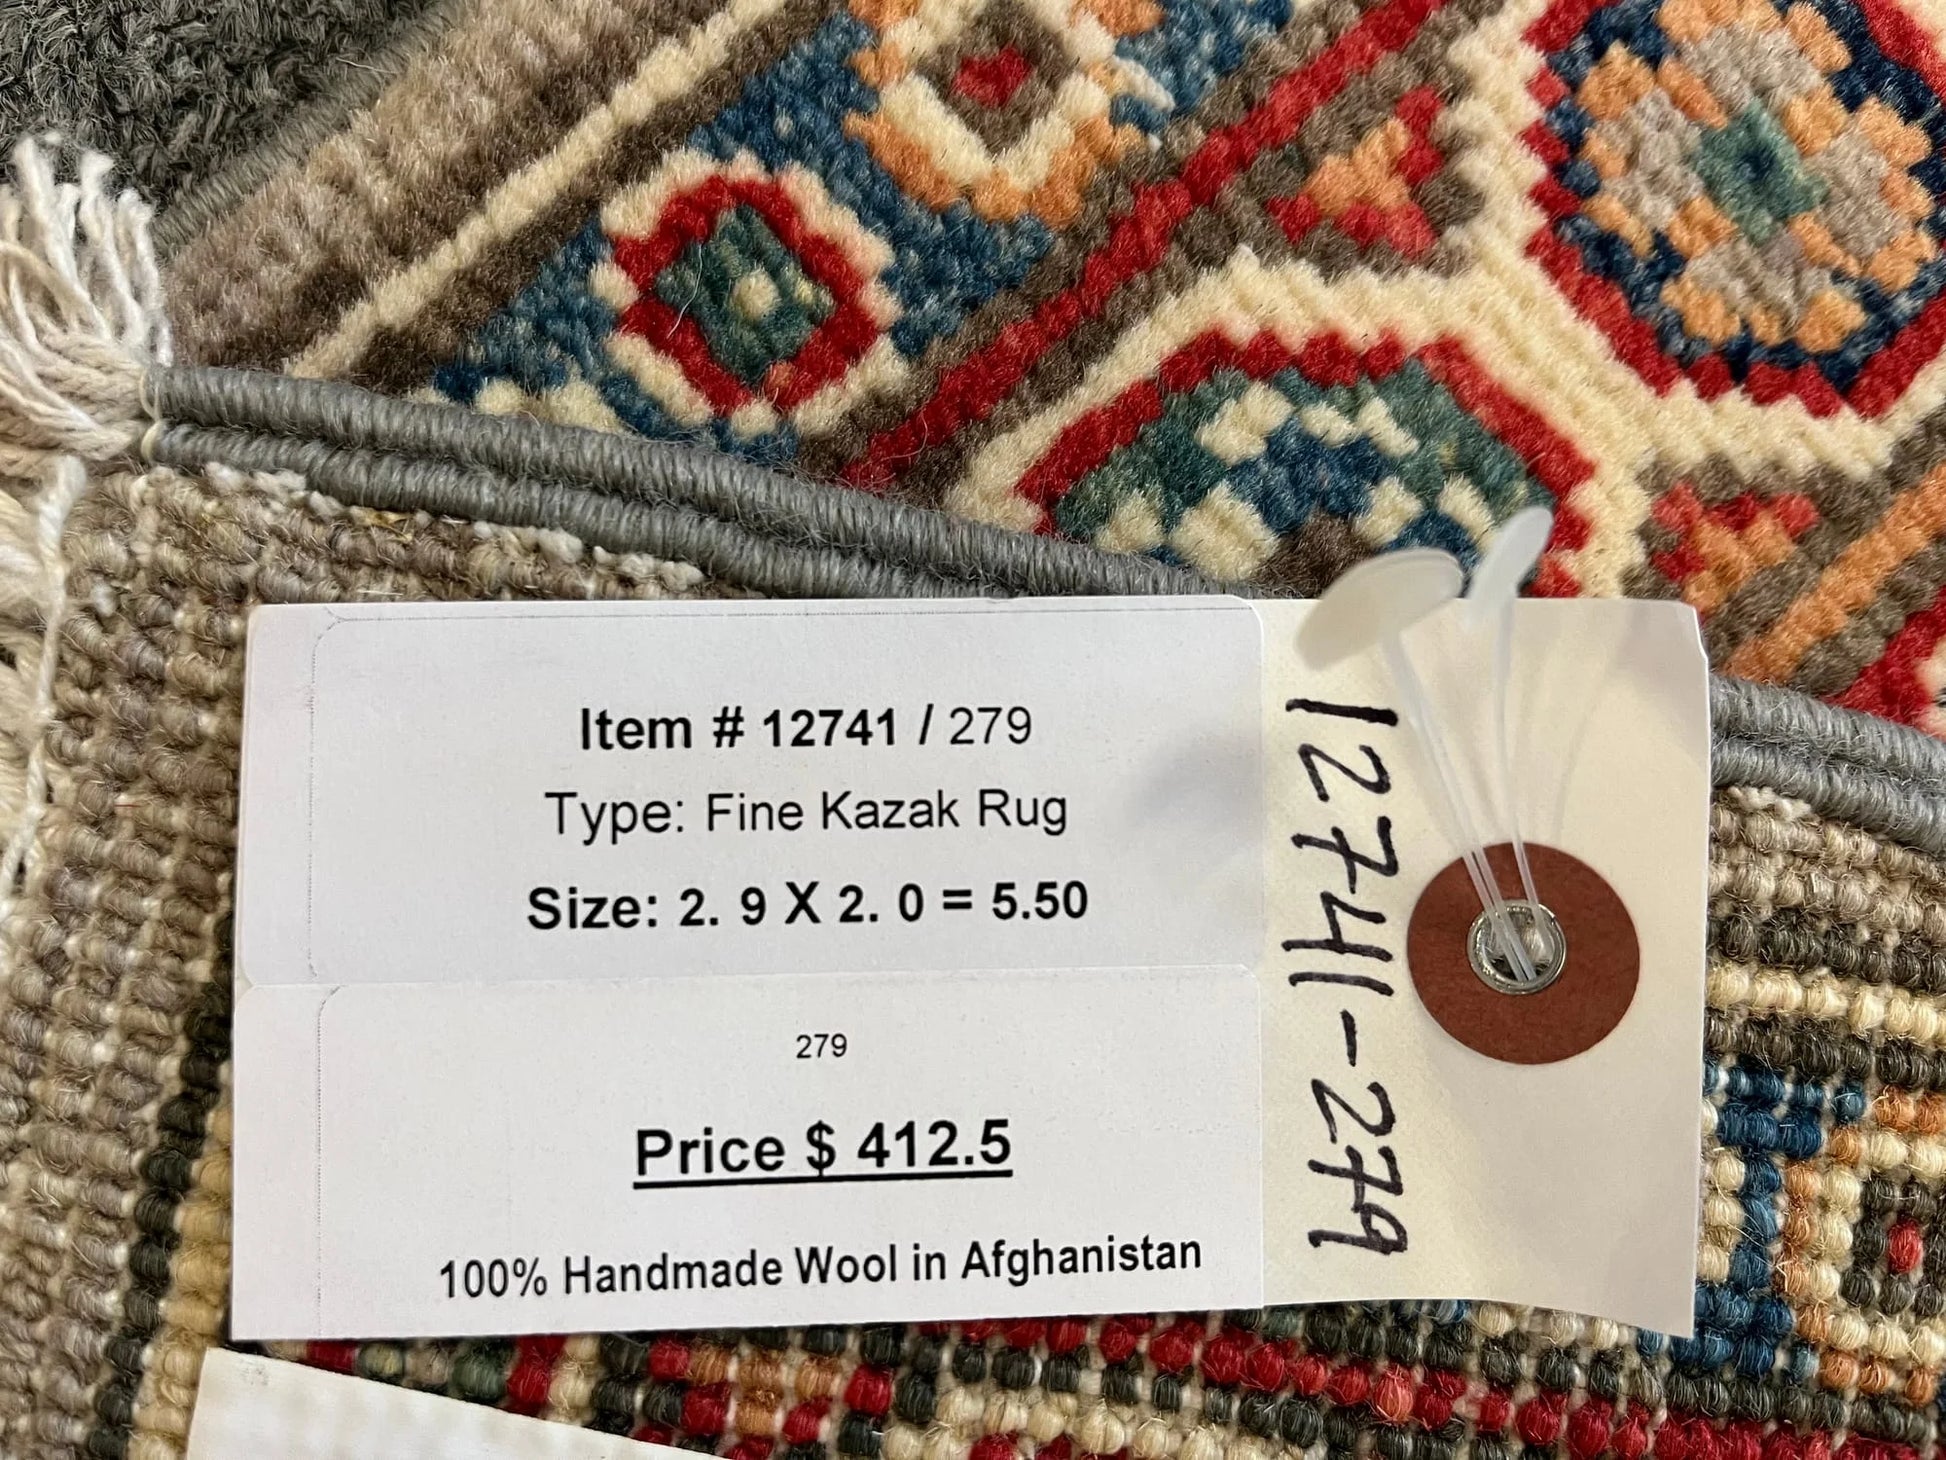 Item # 12741 / 279
Type: Fine Kazak Rug
Size: 2. 9 X 2. 0 = 5.50
279
Price $ 412.5
100% Handmade Wool in Afghanistan
12741-279